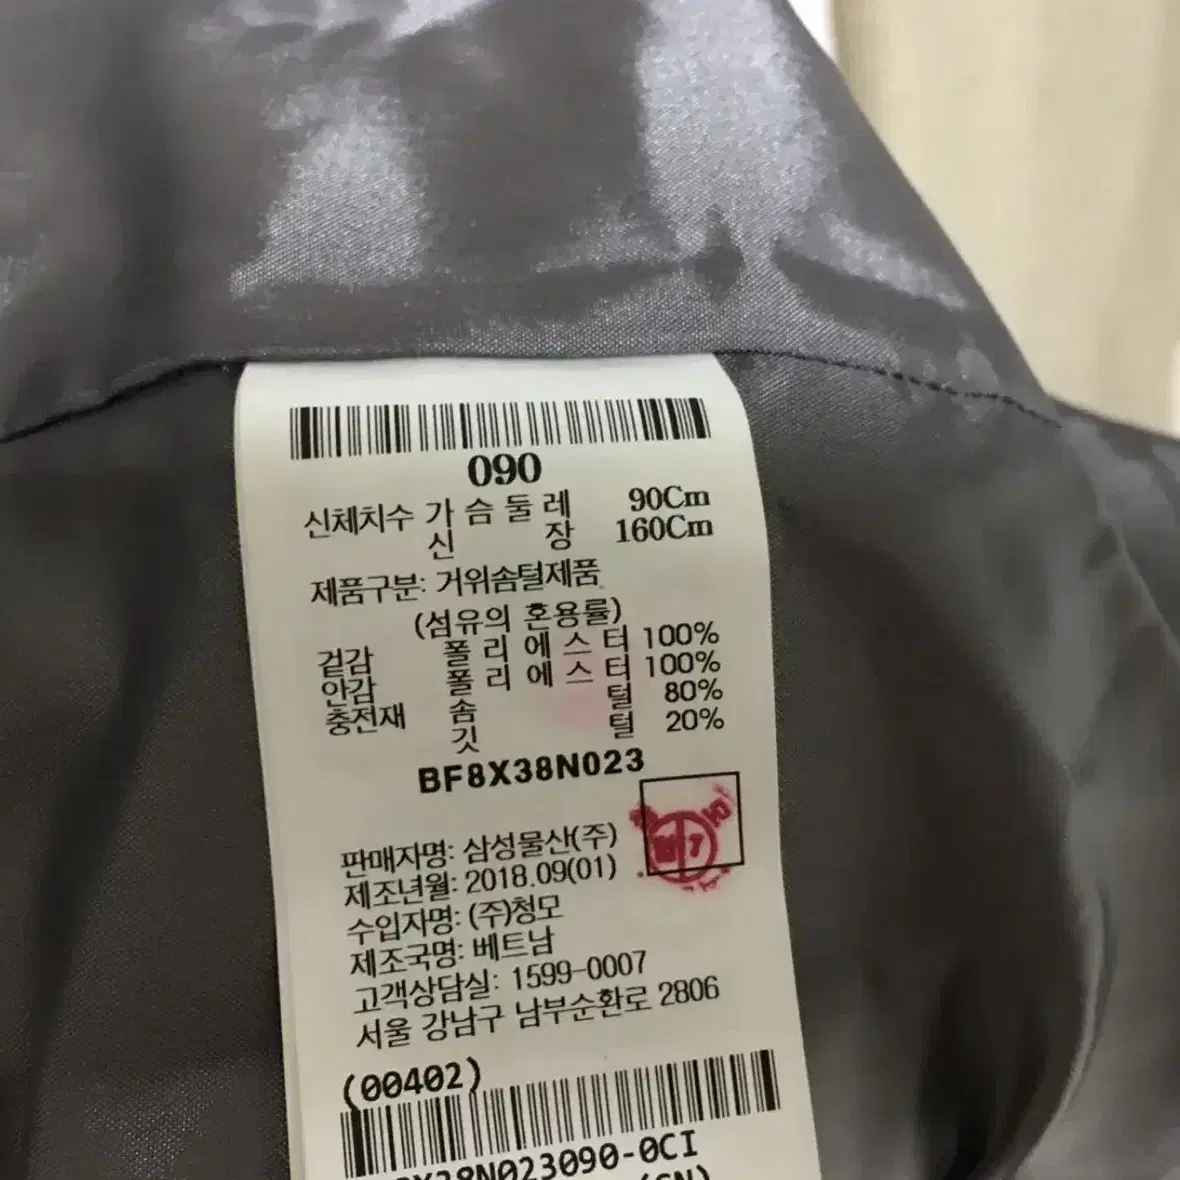 090
신체치수 가 슴 둘 레 90Cm
신 장 160Cm
제품구분: 거위솜털제품
(섬유의 혼용률)
겉감 폴 리 에 스 터 100%
안감 폴 리 에 스 터 100%
충전재 솜 털 80%
깃 털 20%
BF8X38N023
판매자명: 삼성물산(주)
제조년월: 2018.09(01)
수입자명: (주)청모
제조국명: 베트남
고객상담실: 1599-0007
서울 강남구 남부순환로 2806
(00402)
8X38N023090-0CI